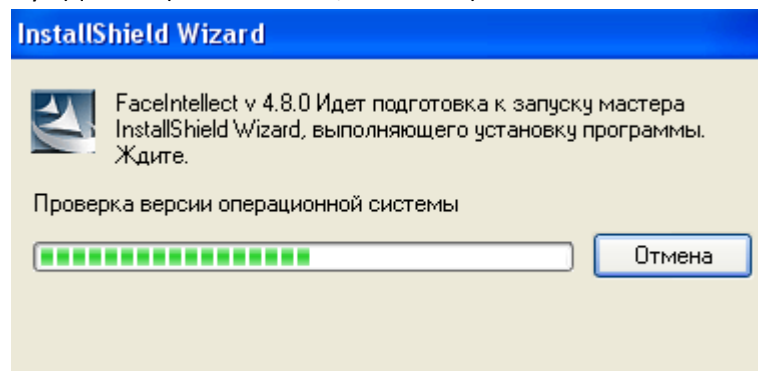 InstallShield Wizard
FaceIntellect v 4.8.0 Идет подготовка к запуску мастера
InstallShield Wizard, выполняющего установку программы.
Ждите.
Проверка версии операционной системы
Отмена